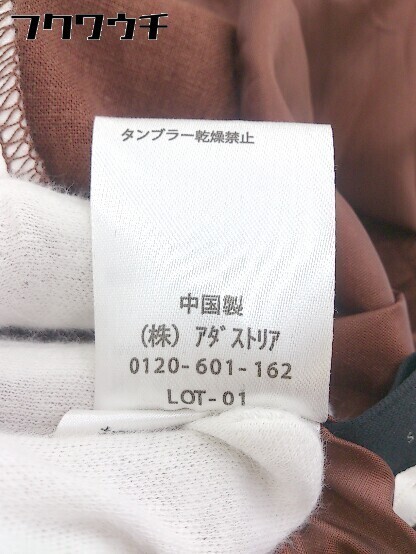 フクワウチ
タンブラー乾燥禁止
中国製
(株) アダストリア
0120-601-162
LOT-01